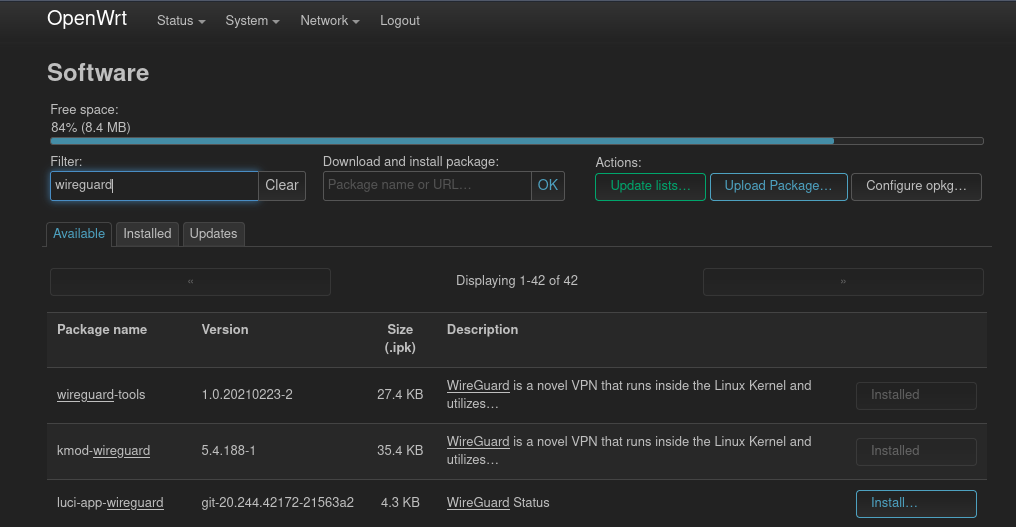 OpenWrt Status System Network Logout
Software
Free space:
84% (8.4 MB)
Filter: Download and install package: Actions:
wireguard Clear Package name or URL... OK Update lists... Upload Package... Configure opkg...
Available Installed Updates
« Displaying 1-42 of 42 »
Package name Version Size (.ipk) Description
wireguard-tools 1.0.20210223-2 27.4 KB WireGuard is a novel VPN that runs inside the Linux Kernel and utilizes... Installed
kmod-wireguard 5.4.188-1 35.4 KB WireGuard is a novel VPN that runs inside the Linux Kernel and utilizes... Installed
luci-app-wireguard git-20.244.42172-21563a2 4.3 KB WireGuard Status Install...